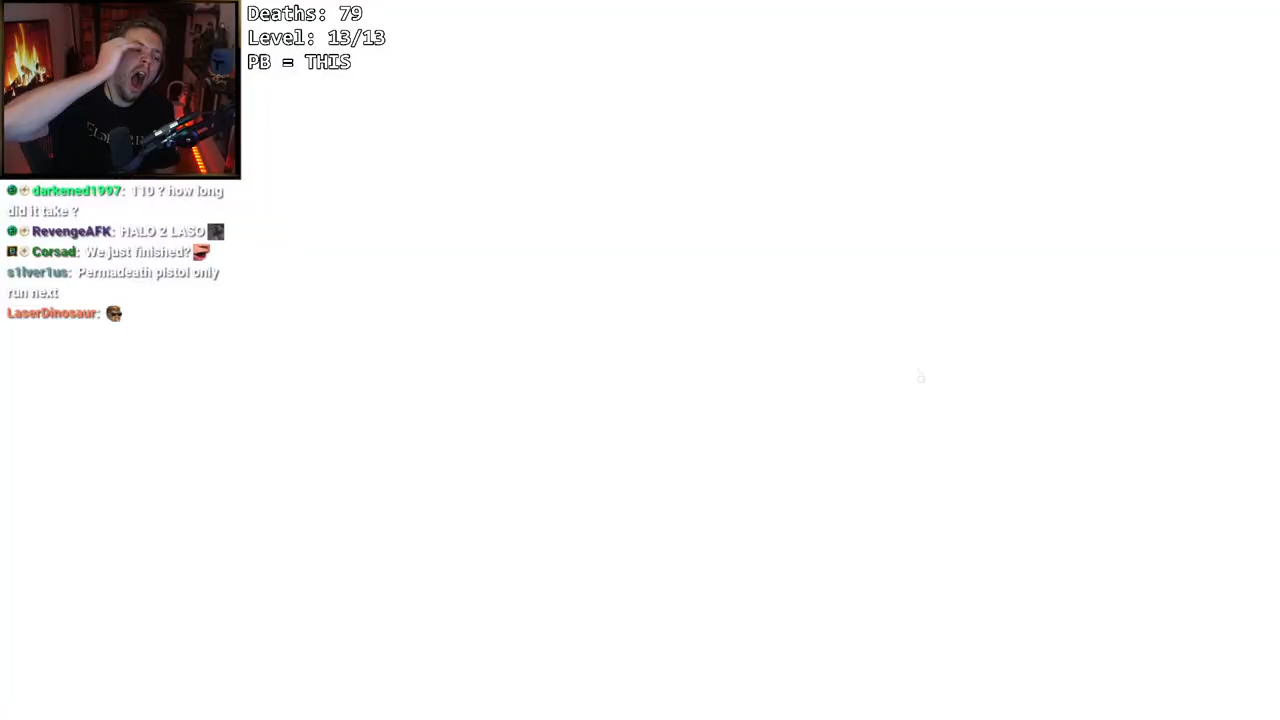 Deaths: 79
Level: 13/13
PB = THIS
darkened1997: 110 ? how long
did it take ?
RevengeAFK: HALO 2 LASO
Corsad: We just finished?
s1lver1us: Permadeath pistol only
run next
LaserDinosaur: